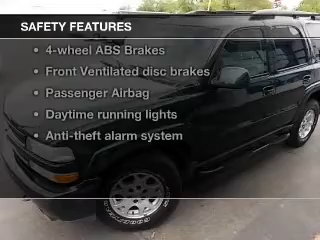 SAFETY FEATURES
• 4-wheel ABS Brakes
• Front Ventilated disc brakes
• Passenger Airbag
• Daytime running lights
• Anti-theft alarm system